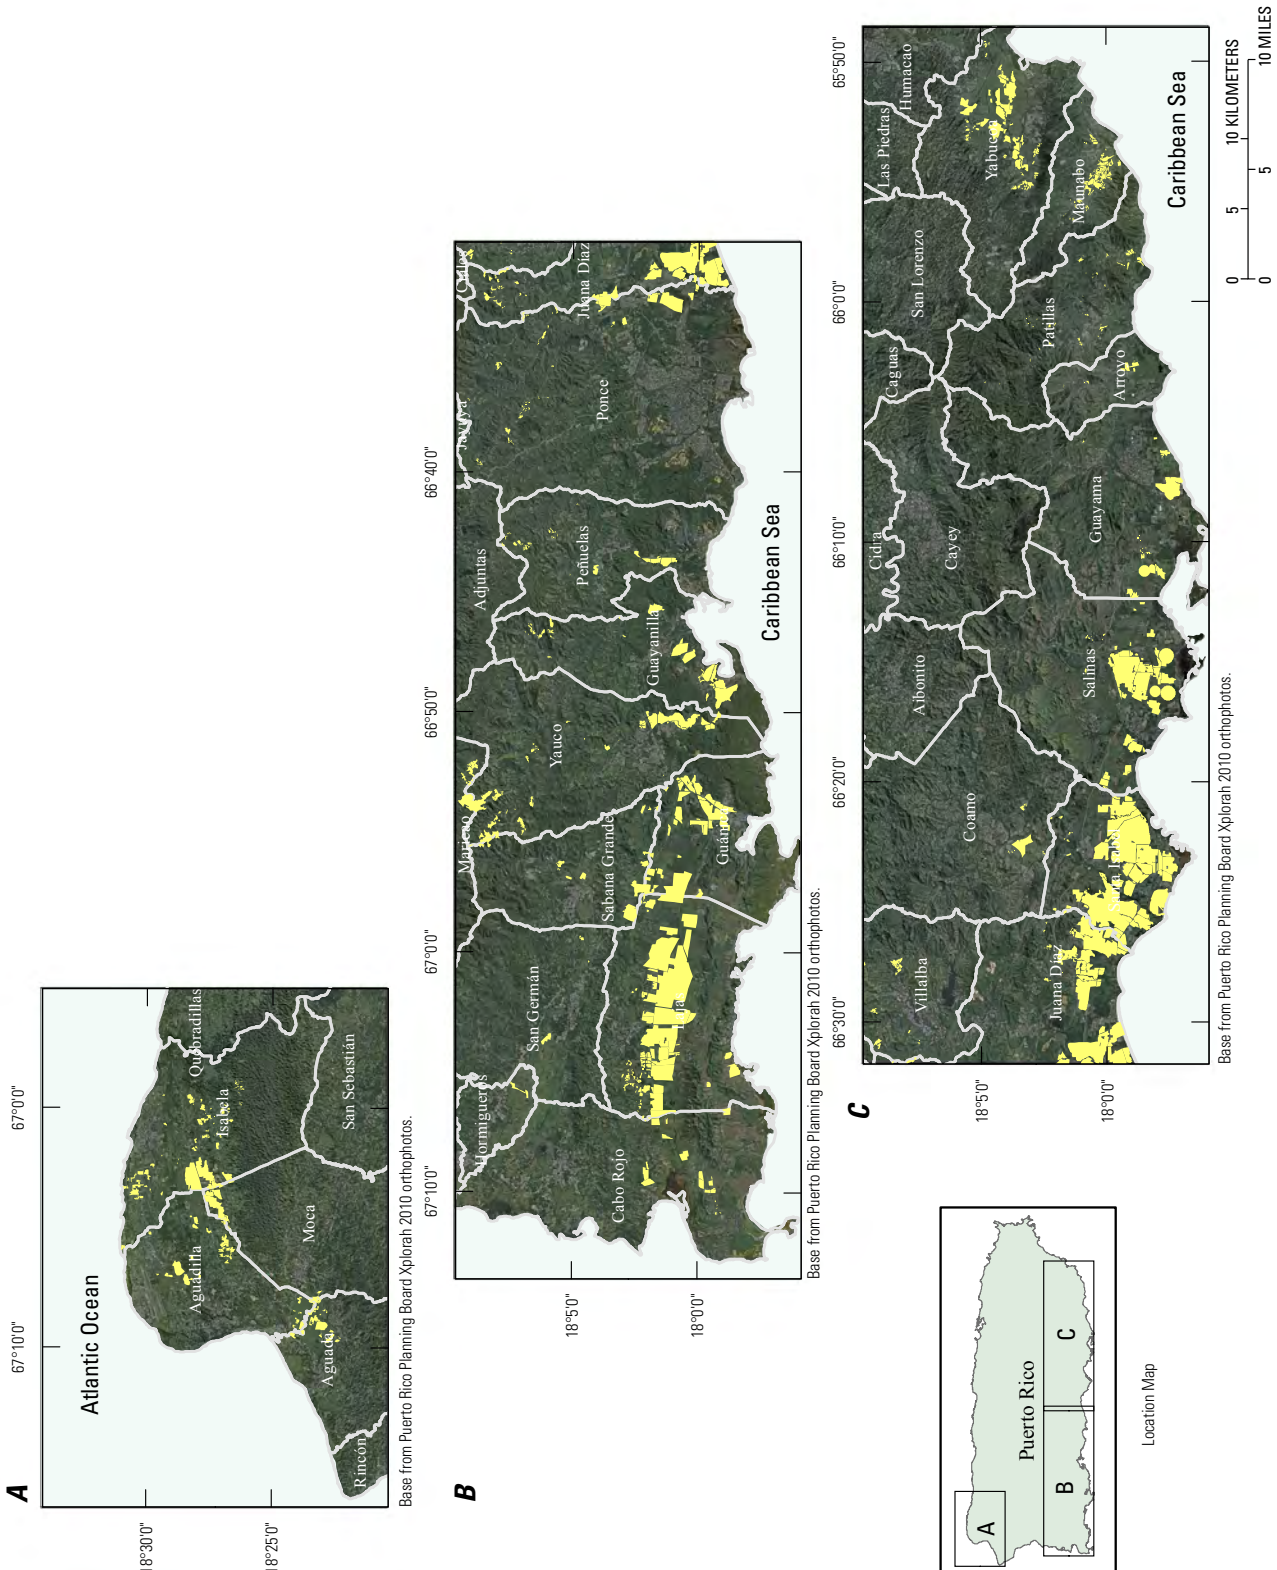 A
67°10'0"
67°0'0"
18°30'0"
18°25'0"
Atlantic Ocean
Quebradillas
Isabela
San Sebastián
Aguadilla
Moca
Aguada
Rincón
Base from Puerto Rico Planning Board Xplorah 2010 orthophotos.
B
67°10'0"
67°0'0"
66°50'0"
66°40'0"
18°5'0"
18°0'0"
Hormigueros
San Germán
Maricao
Yauco
Adjuntas
Peñuelas
Jayuya
Ciales
Juana Díaz
Ponce
Guayanilla
Sabana Grande
Cabo Rojo
Lajas
Guánica
Caribbean Sea
Base from Puerto Rico Planning Board Xplorah 2010 orthophotos.
C
66°30'0"
66°20'0"
66°10'0"
66°0'0"
65°50'0"
18°5'0"
18°0'0"
Villalba
Coamo
Aibonito
Cidra
Cayey
Caguas
San Lorenzo
Las Piedras
Humacao
Yabucoa
Maunabo
Patillas
Arroyo
Guayama
Salinas
Santa Isabel
Juana Díaz
Caribbean Sea
Base from Puerto Rico Planning Board Xplorah 2010 orthophotos.
0 5 10 KILOMETERS
0 5 10 MILES
A
Puerto Rico
B
C
Location Map